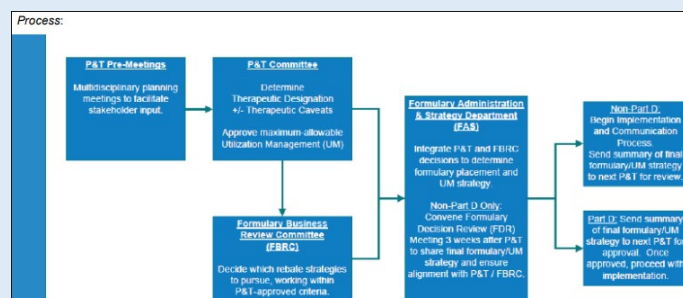 Process:
P&T Pre-Meetings
Multidisciplinary planning
meetings to facilitate
stakeholder input.
P&T Committee
Determine
Therapeutic Designation
+/- Therapeutic Caveats
Approve maximum-allowable
Utilization Management (UM)
Formulary Business
Review Committee
(FBRC)
Decide which rebate strategies
to pursue, working within
P&T-approved criteria.
Formulary Administration
& Strategy Department
(FAS)
Integrate P&T and FBRC
decisions to determine
formulary placement and
UM strategy.
Non-Part D Only:
Convene Formulary
Decision Review (FDR)
Meeting 3 weeks after P&T
to share final formulary/UM
strategy and ensure
alignment with P&T / FBRC.
Non-Part D:
Begin Implementation
and Communication
Process.
Send summary of final
formulary/UM strategy
to next P&T for review.
Part D: Send summary
of final formulary/UM
strategy to next P&T for
approval. Once
approved, proceed with
implementation.